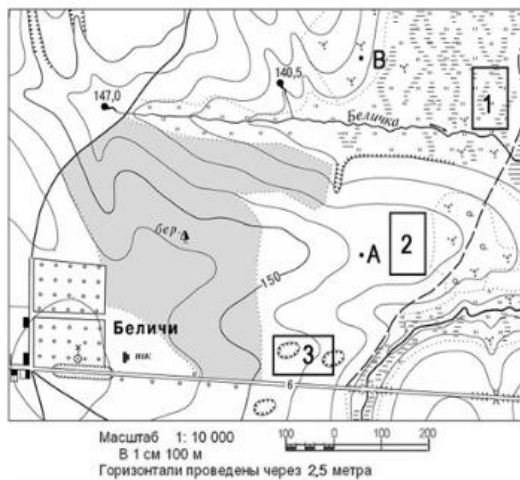 147,0
140,5
В
1
Беличка
бер.
150
А
2
Беличи
шк
3
6
Масштаб 1: 10 000
В 1 см 100 м
100 0 100 200
Горизонтали проведены через 2,5 метра